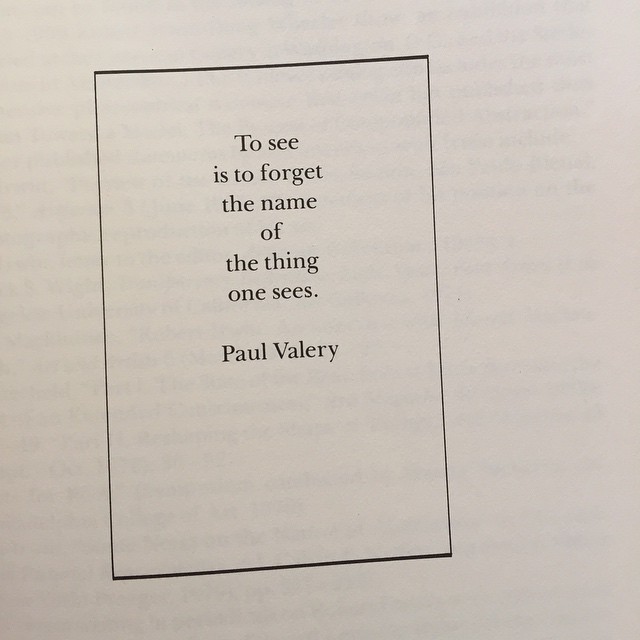 To see
is to forget
the name
of
the thing
one sees.
Paul Valery